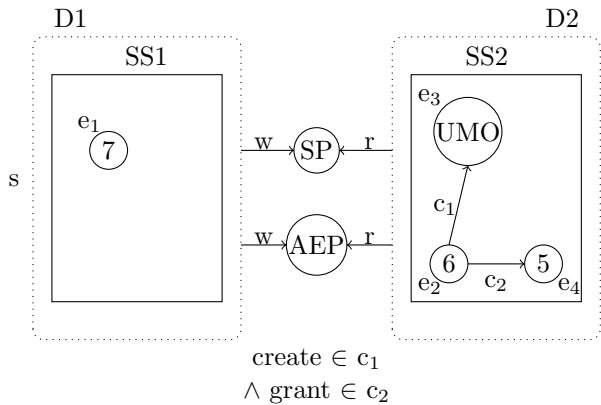 D1
D2
SS1
SS2
s
e₁
7
w
SP
r
e₃
UMO
c₁
w
AEP
r
6
e₂
c₂
5
e₄
create ∈ c₁
∧ grant ∈ c₂